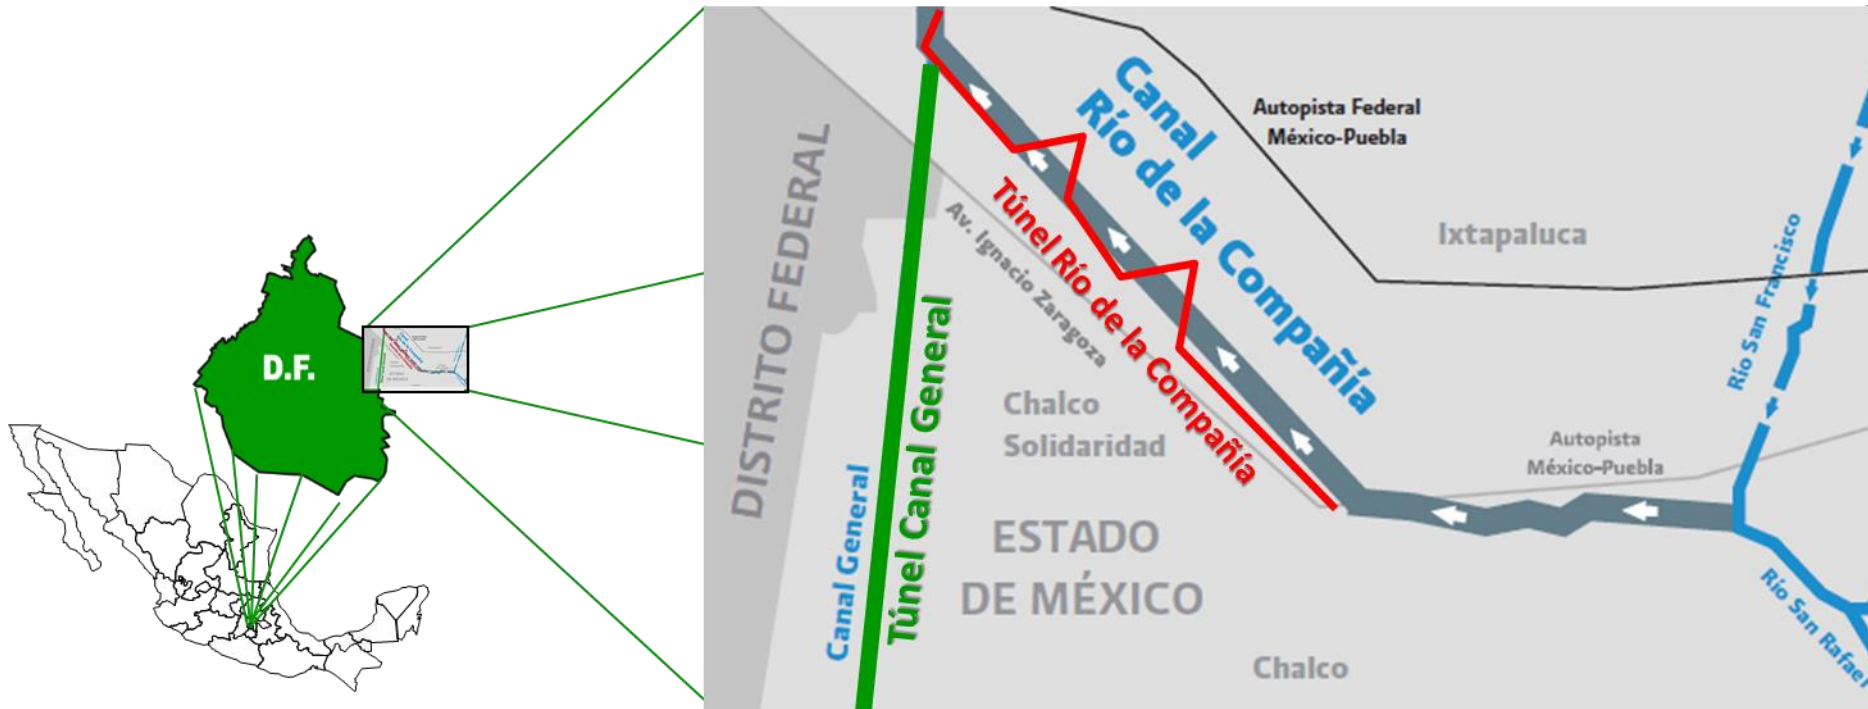 D.F.
DISTRITO FEDERAL
Canal General
Túnel Canal General
Av. Ignacio Zaragoza
Túnel Río de la Compañía
Canal
Río de la Compañía
Autopista Federal
México-Puebla
Ixtapaluca
Río San Francisco
Chalco
Solidaridad
Autopista
México-Puebla
ESTADO
DE MÉXICO
Chalco
Río San Rafael